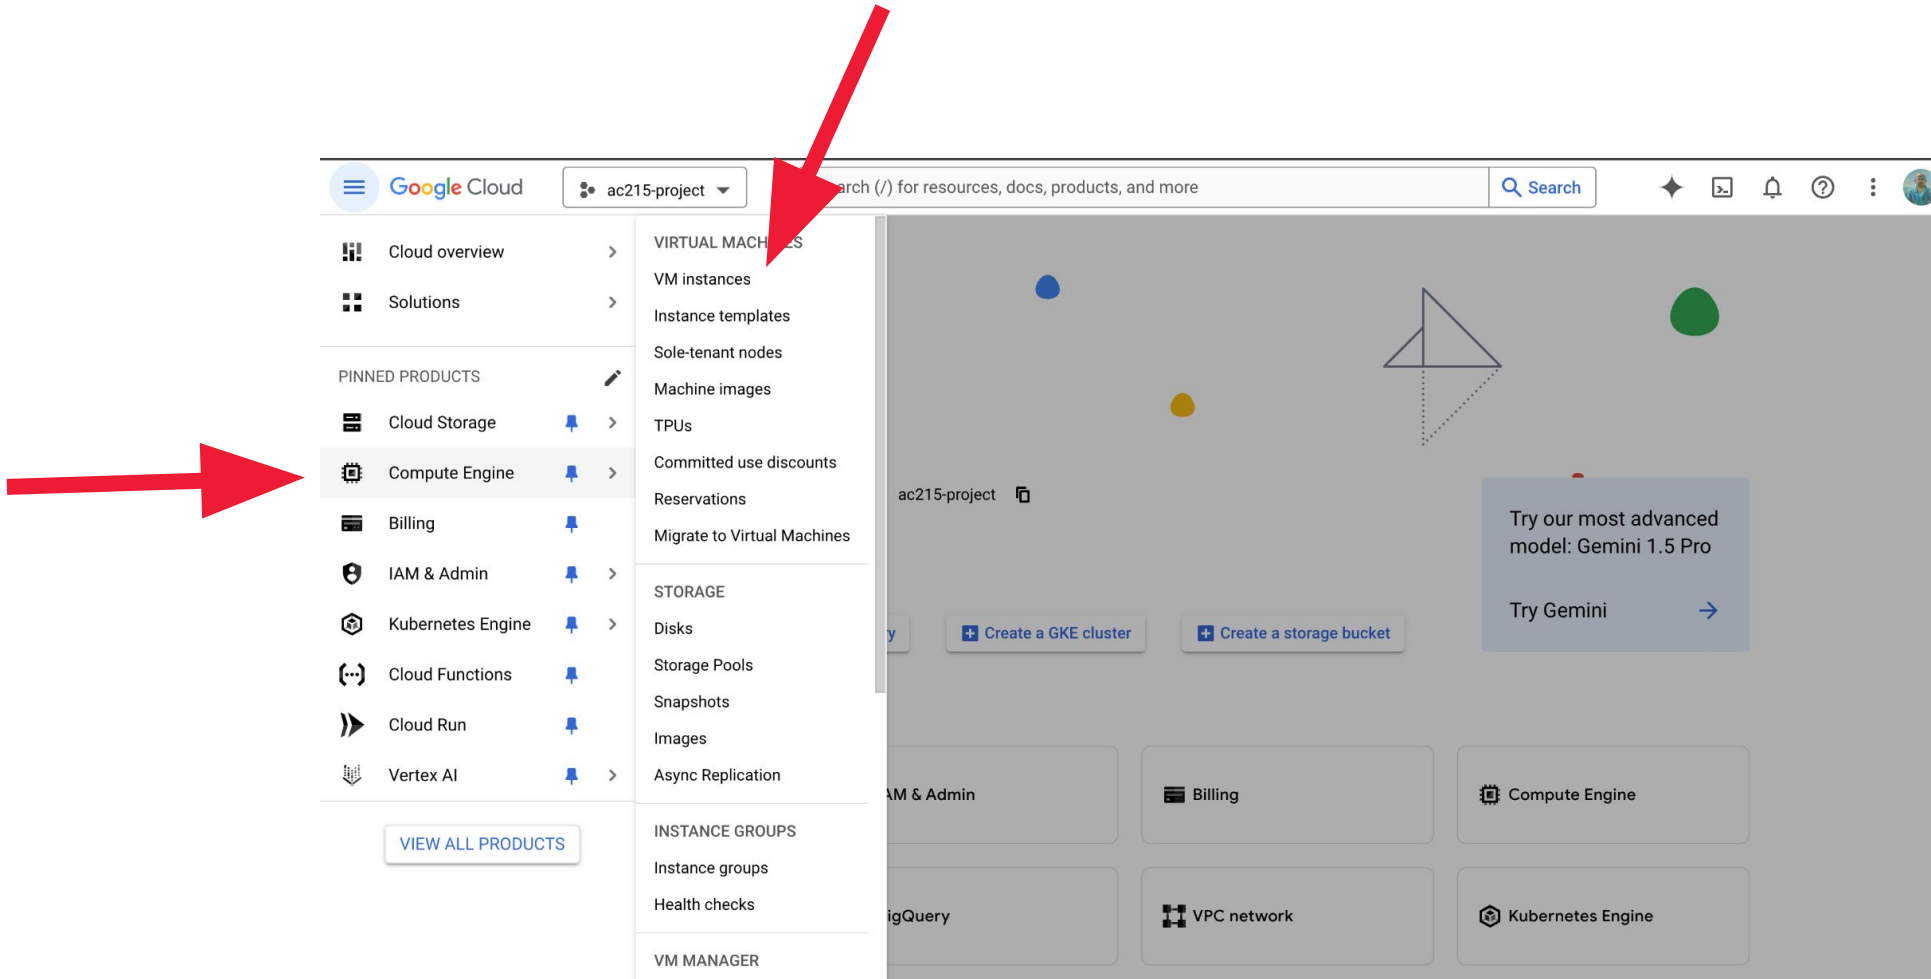 Google Cloud
ac215-project
arch (/) for resources, docs, products, and more
Search
Cloud overview
Solutions
PINNED PRODUCTS
Cloud Storage
Compute Engine
Billing
IAM & Admin
Kubernetes Engine
Cloud Functions
Cloud Run
Vertex AI
VIEW ALL PRODUCTS
VIRTUAL MACH
VM instances
Instance templates
Sole-tenant nodes
Machine images
TPUs
Committed use discounts
Reservations
Migrate to Virtual Machines
STORAGE
Disks
Storage Pools
Snapshots
Images
Async Replication
INSTANCE GROUPS
Instance groups
Health checks
VM MANAGER
ac215-project
Try our most advanced
model: Gemini 1.5 Pro
Try Gemini
y
Create a GKE cluster
Create a storage bucket
AM & Admin
Billing
Compute Engine
igQuery
VPC network
Kubernetes Engine